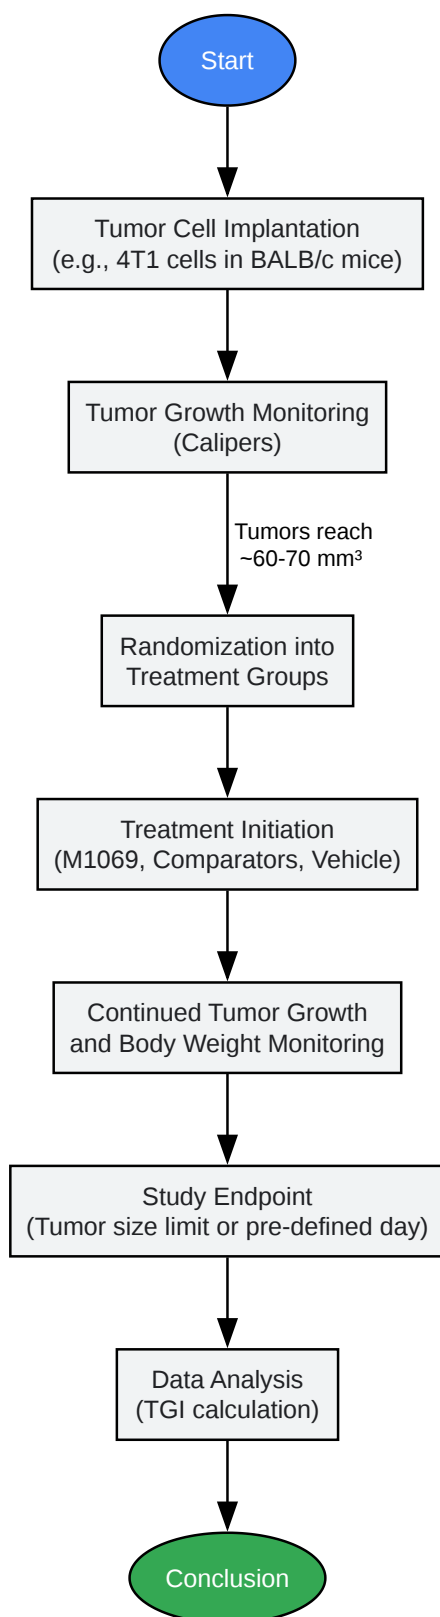 Start
Tumor Cell Implantation
(e.g., 4T1 cells in BALB/c mice)
Tumor Growth Monitoring
(Calipers)
Tumors reach
~60-70 mm³
Randomization into
Treatment Groups
Treatment Initiation
(M1069, Comparators, Vehicle)
Continued Tumor Growth
and Body Weight Monitoring
Study Endpoint
(Tumor size limit or pre-defined day)
Data Analysis
(TGI calculation)
Conclusion